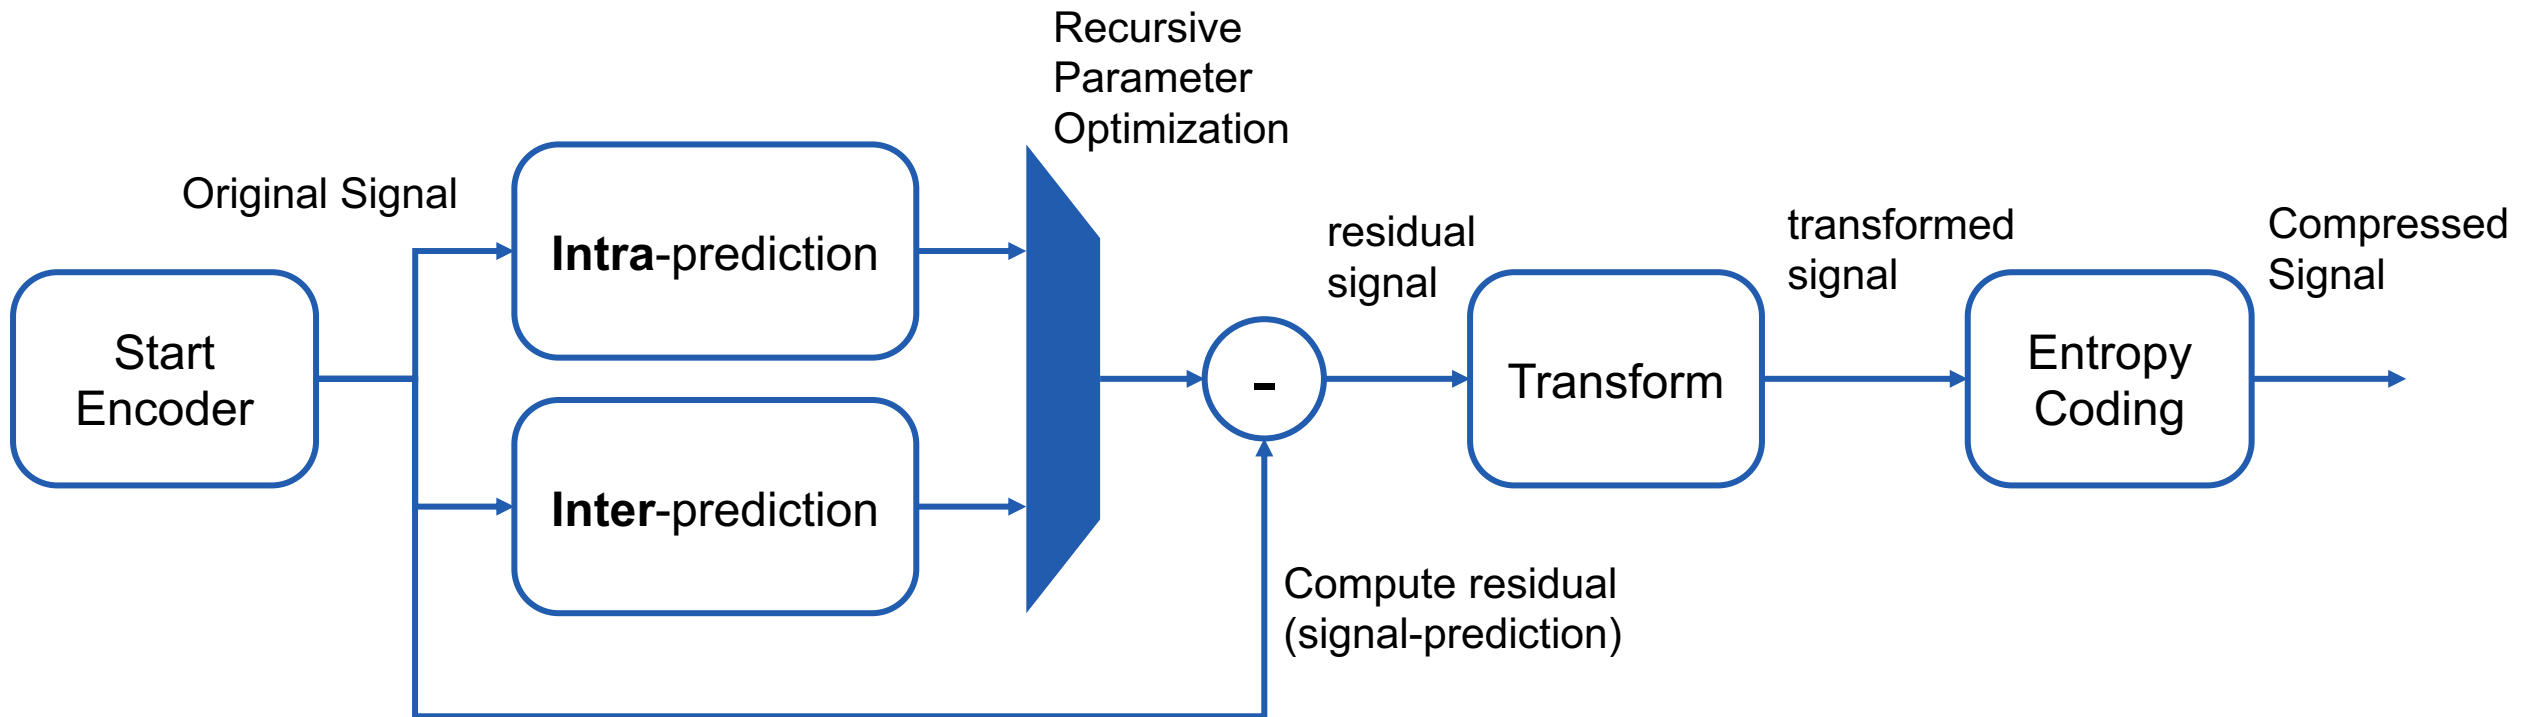 Recursive
Parameter
Optimization
Original Signal
Intra-prediction
residual
signal
transformed
signal
Compressed
Signal
Start
Encoder
-
Transform
Entropy
Coding
Inter-prediction
Compute residual
(signal-prediction)